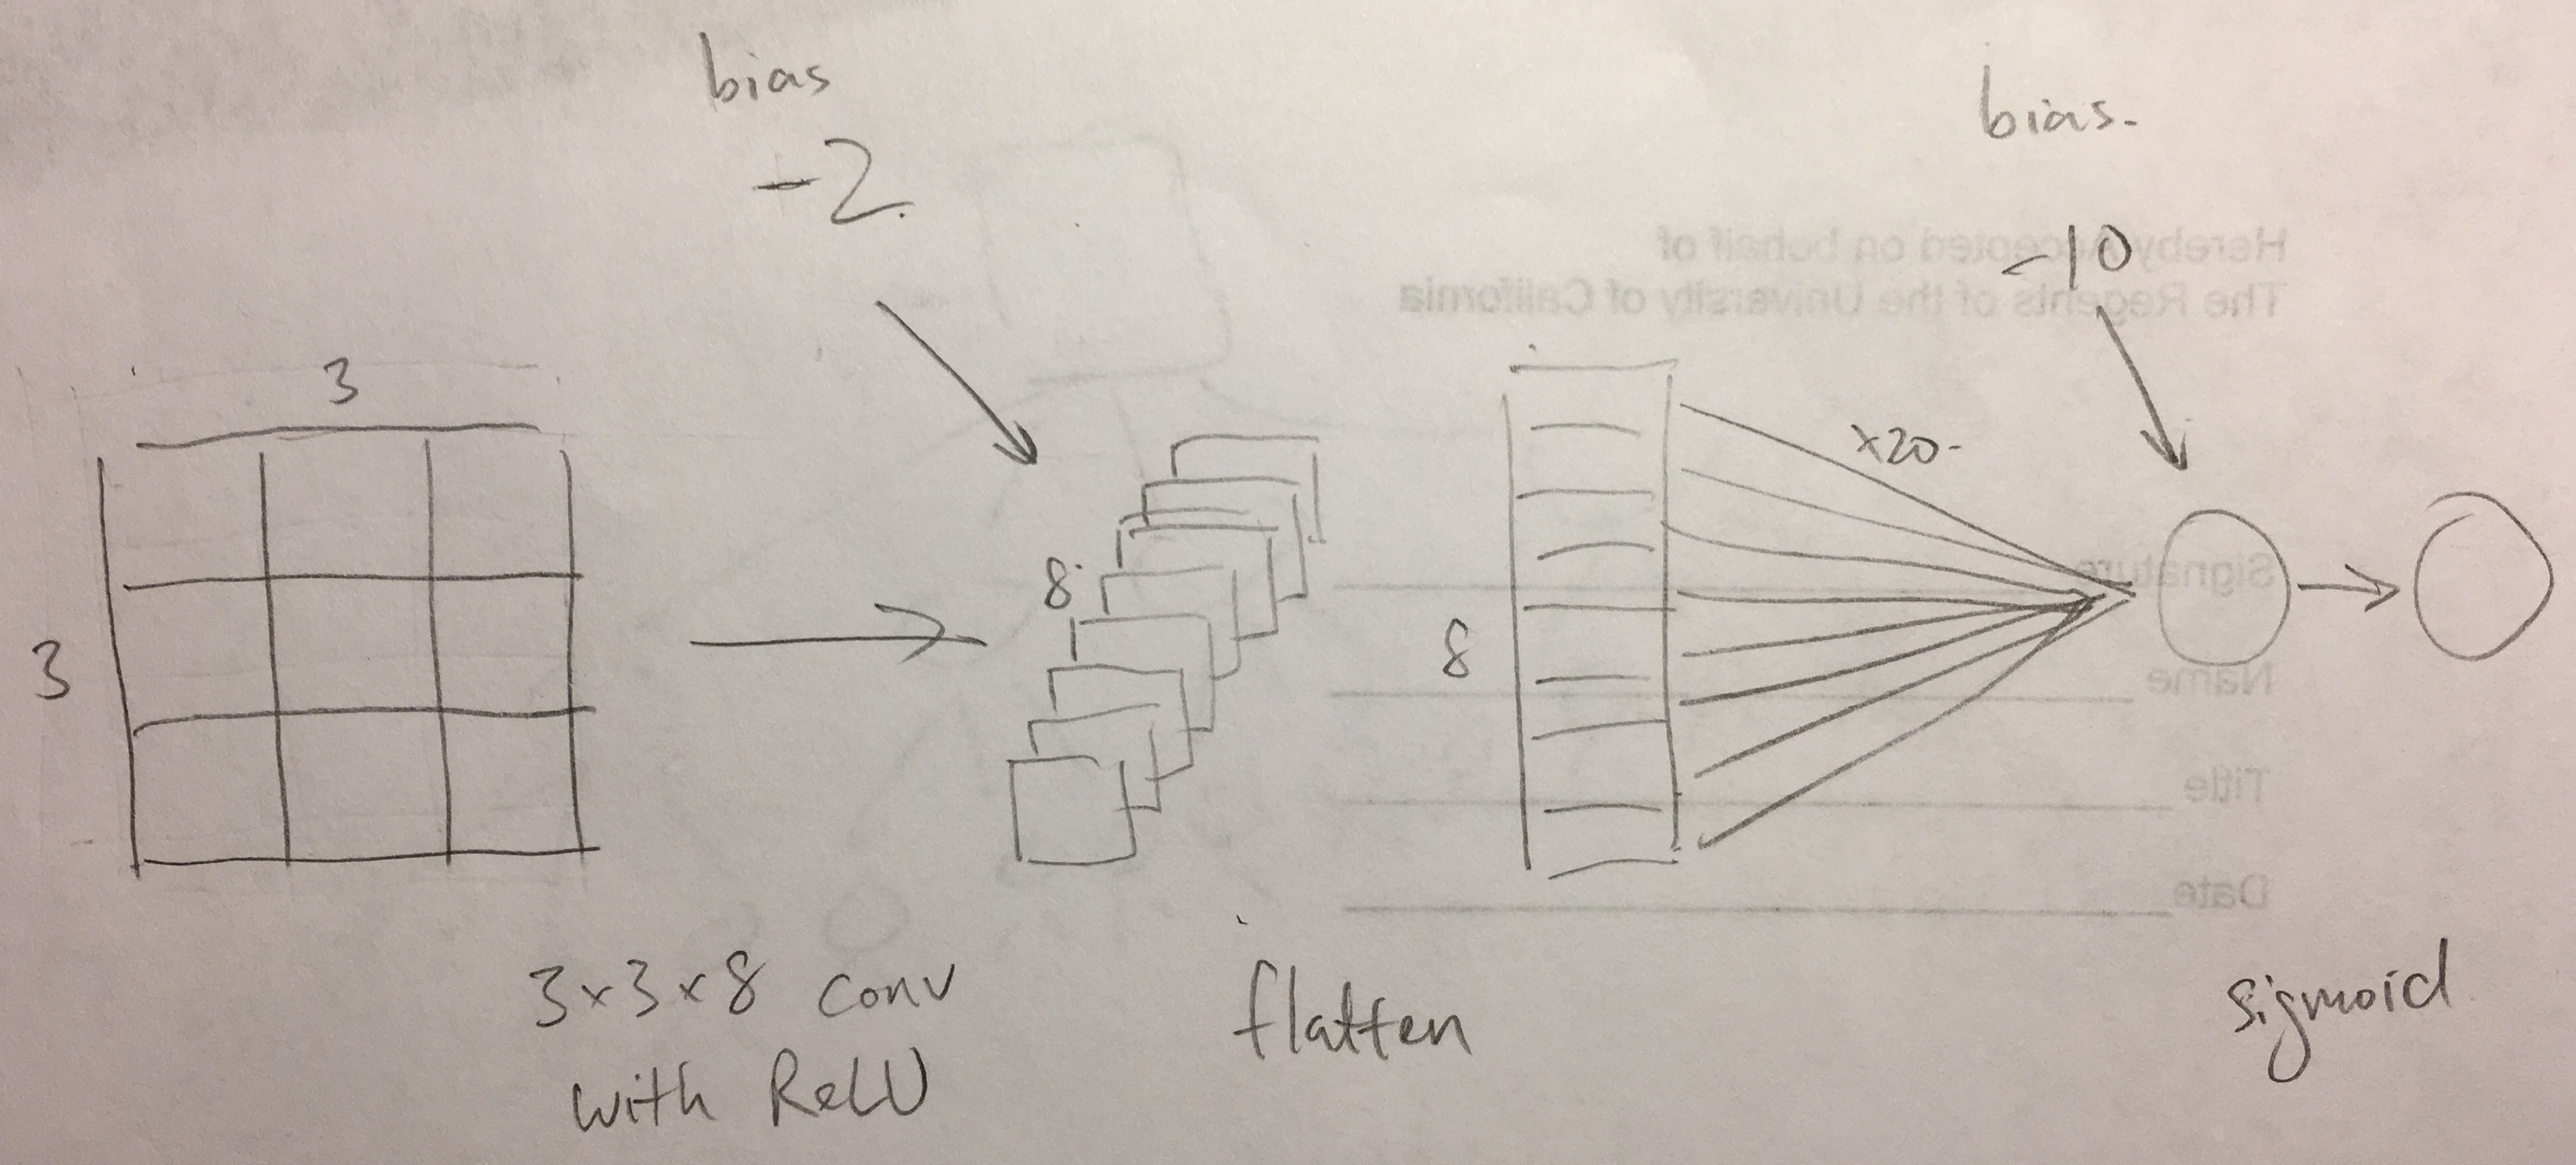 bias
-2.
bias.
-10
Hereby Accepted on behalf of
The Regents of the University of California
3
x20-
8
Signature
3
8
Name
Title
Date
3x3x8 conv
with ReLU
flatten
sigmoid